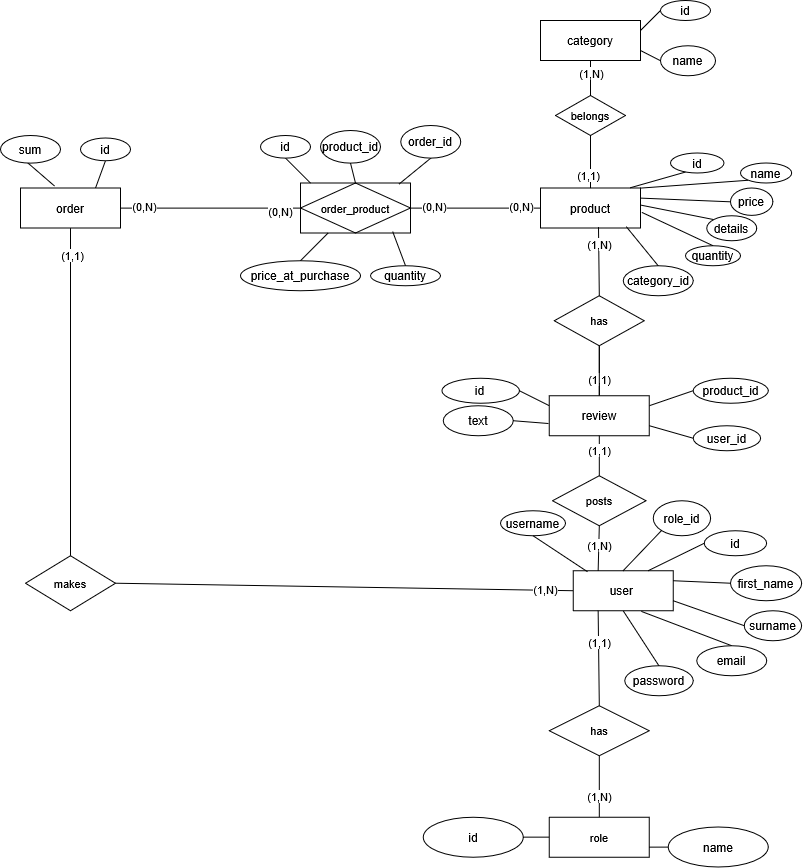 id
category
name
(1,N)
belongs
(1,1)
sum
id
id
product_id
order_id
id
name
price
details
quantity
category_id
order
(0,N)
(0,N)
order_product
(0,N)
(0,N)
product
(1,1)
price_at_purchase
quantity
(1,N)
has
(1,1)
id
text
review
product_id
user_id
(1,1)
posts
(1,N)
username
role_id
id
first_name
surname
email
password
makes
(1,N)
user
(1,1)
has
(1,N)
id
role
name